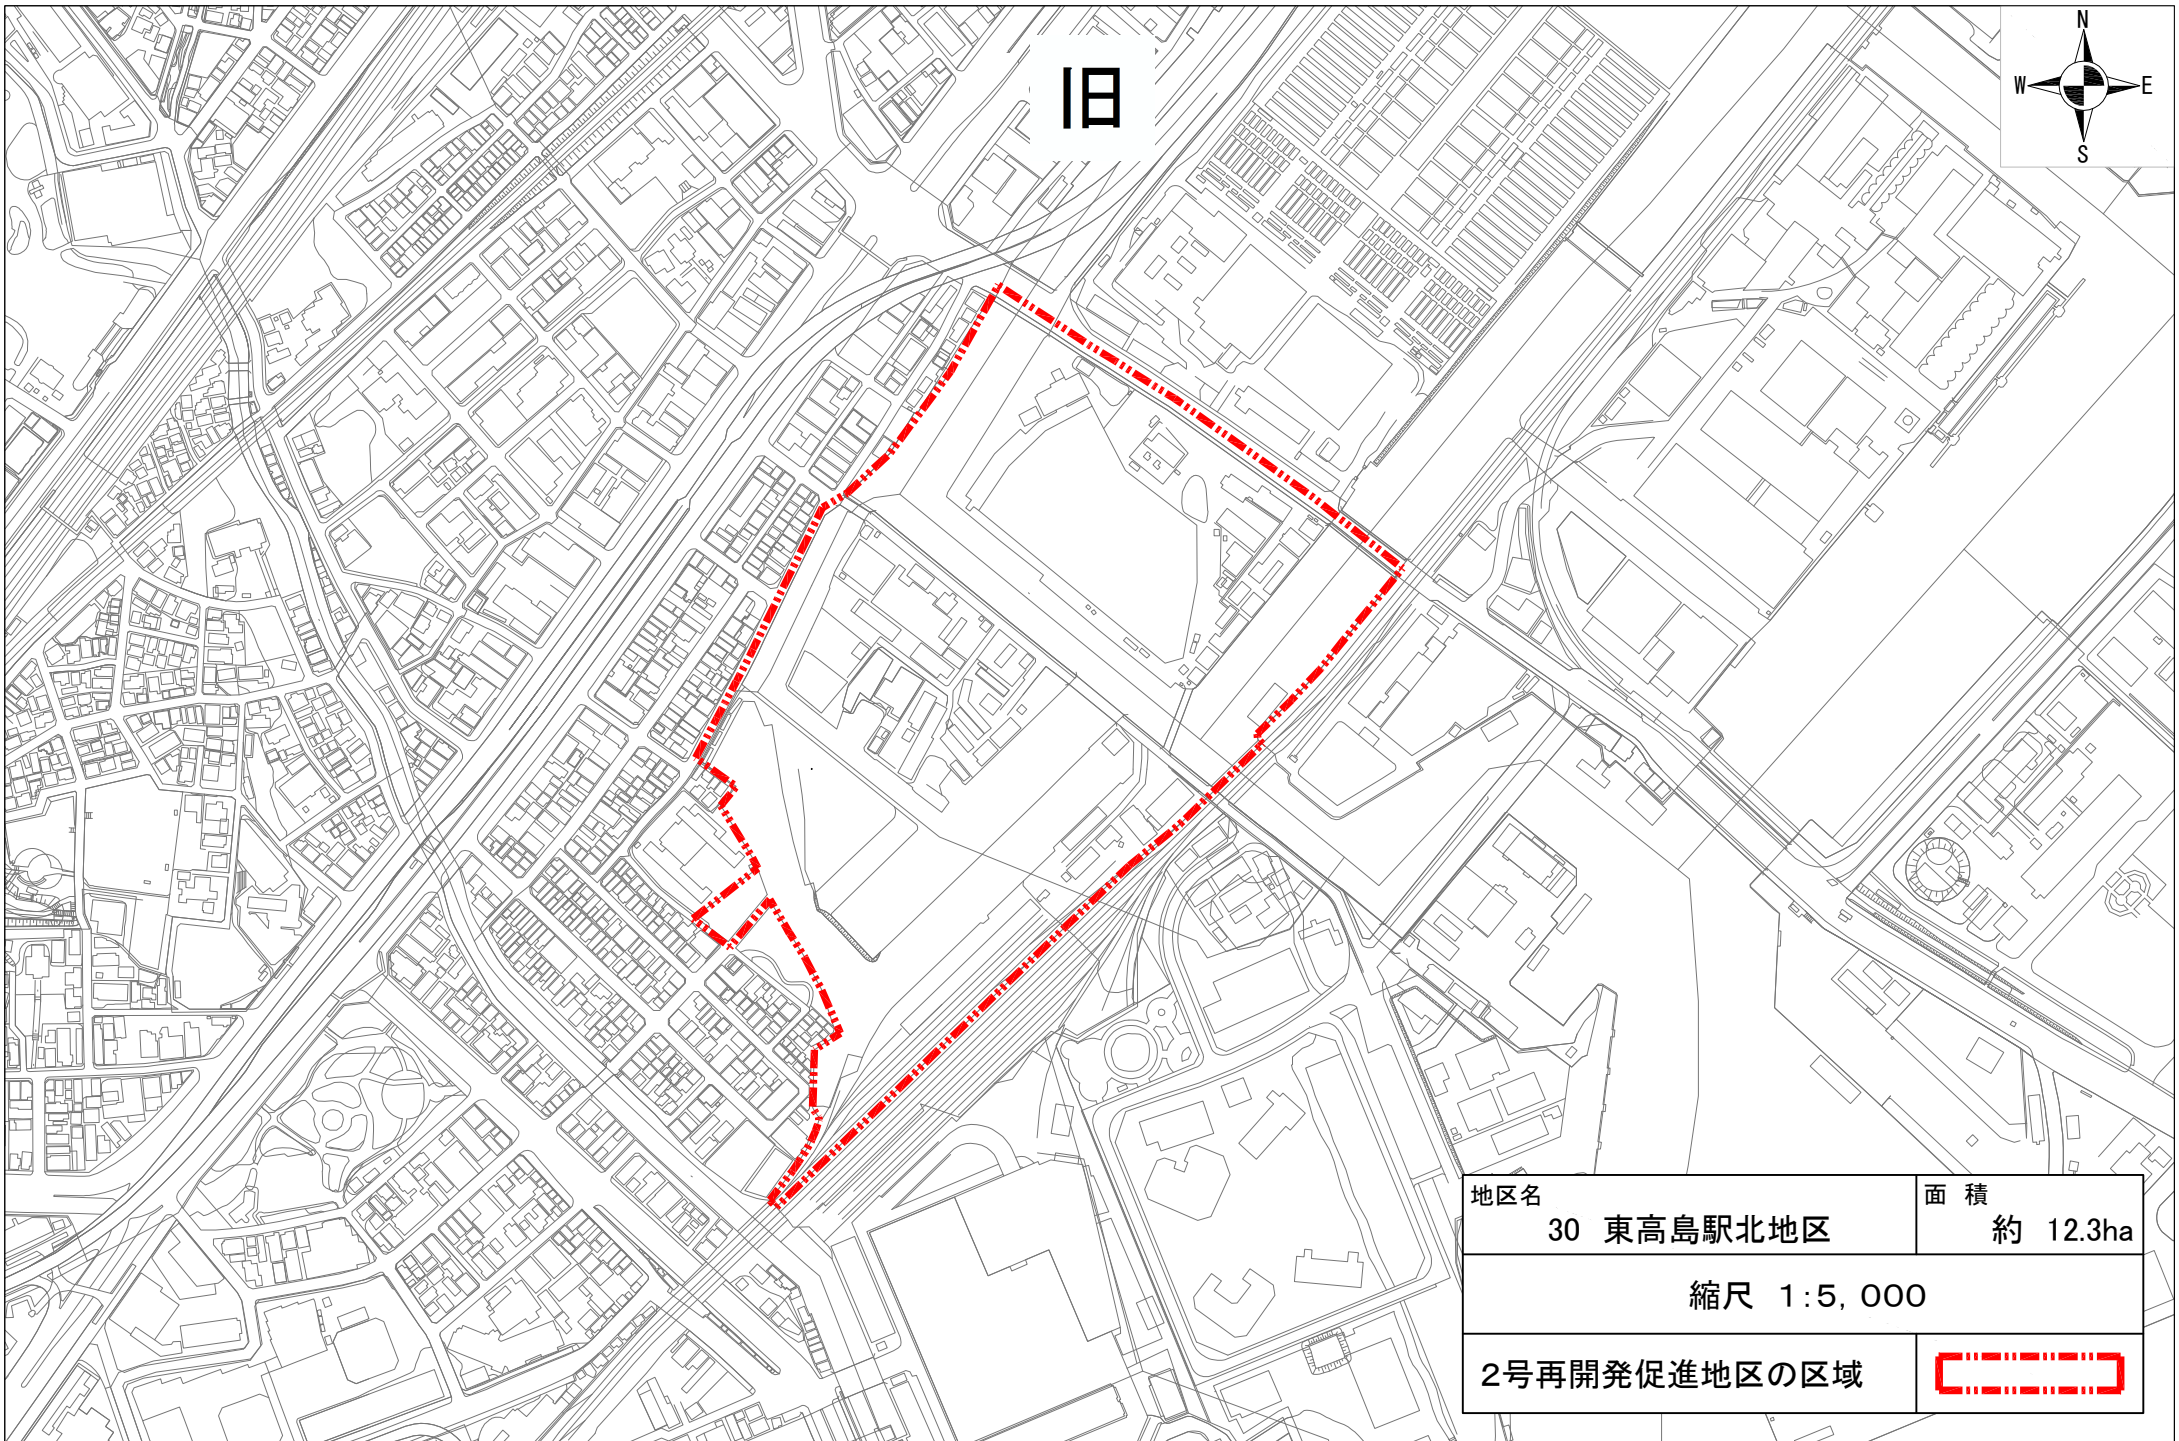 旧
N
W E
S
地区名
30 東高島駅北地区
面 積
約 12.3ha
縮尺 1:5,000
2号再開発促進地区の区域